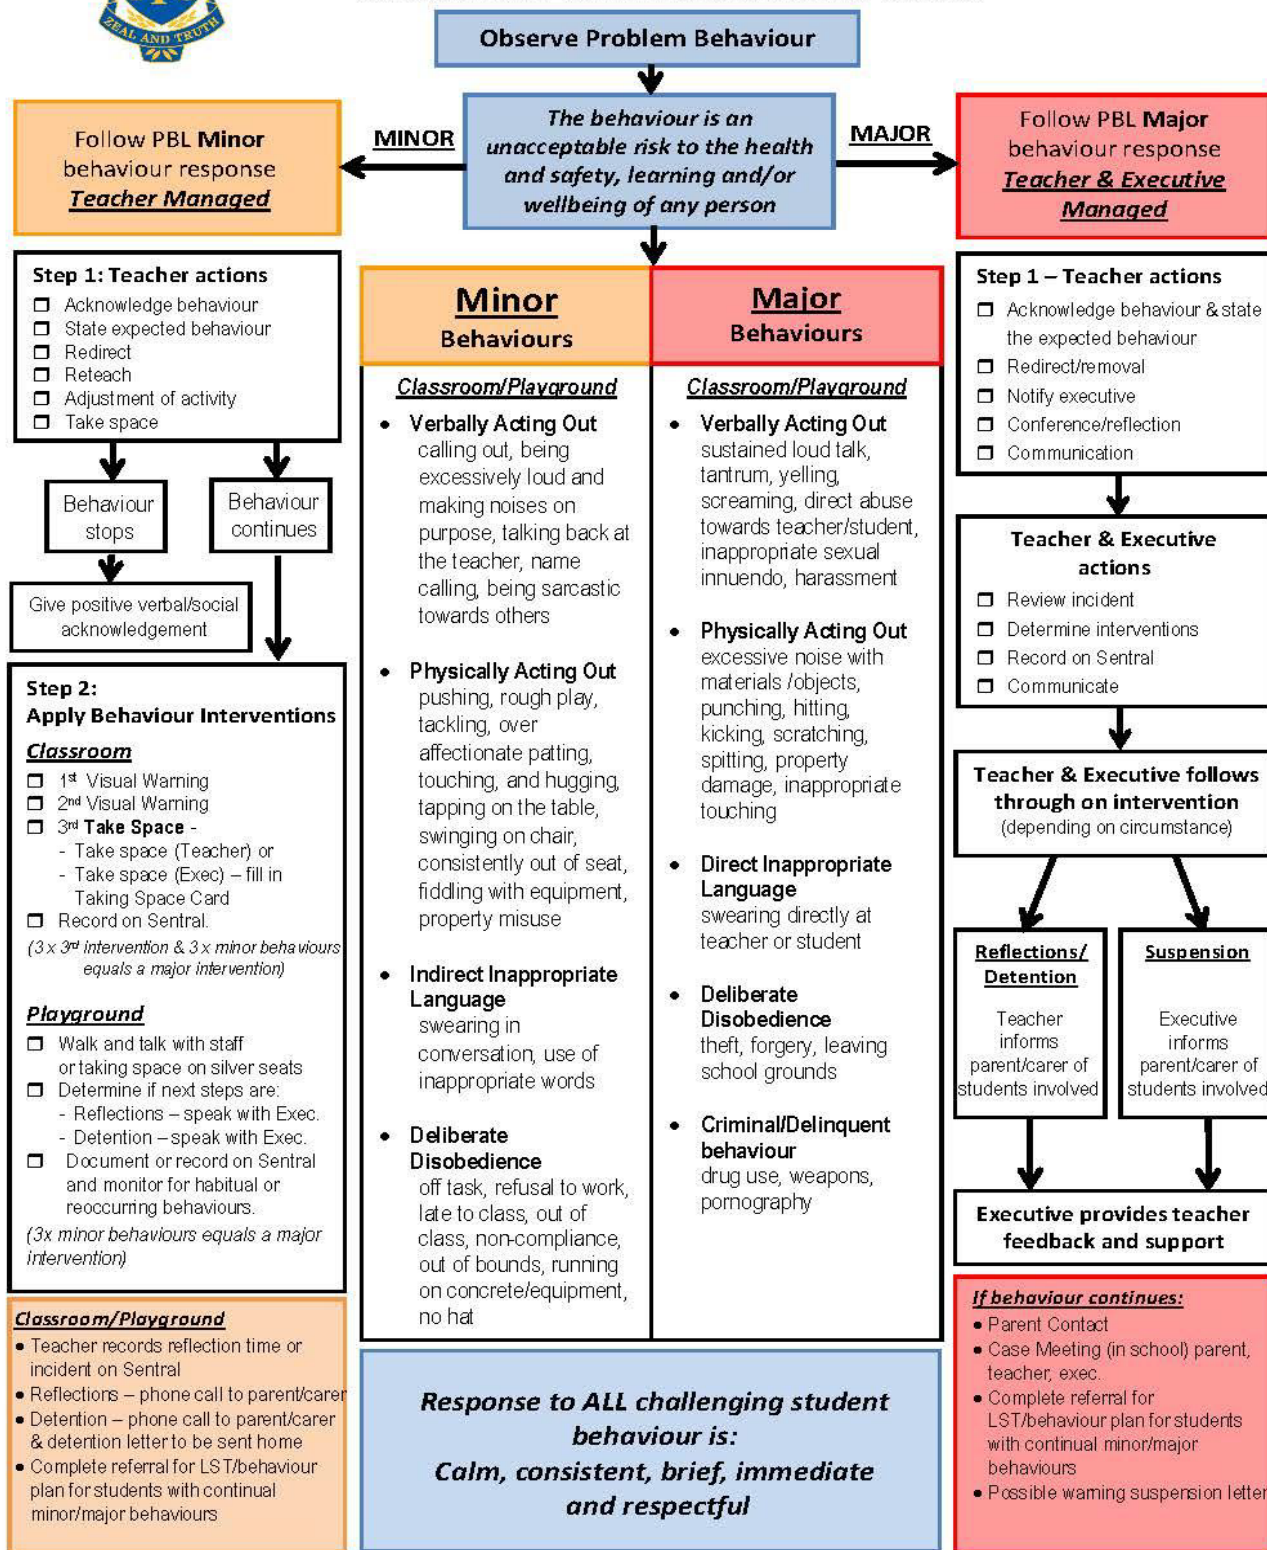 ZEAL AND TRUTH
Observe Problem Behaviour
The behaviour is an
unacceptable risk to the health
and safety, learning and/or
wellbeing of any person
MINOR
MAJOR
Follow PBL Minor
behaviour response
Teacher Managed
Step 1: Teacher actions
Acknowledge behaviour
State expected behaviour
Redirect
Reteach
Adjustment of activity
Take space
Behaviour
stops
Behaviour
continues
Give positive verbal/social
acknowledgement
Step 2:
Apply Behaviour Interventions
Classroom
1st Visual Warning
2nd Visual Warning
3rd Take Space -
- Take space (Teacher) or
- Take space (Exec) – fill in
Taking Space Card
Record on Sentral.
(3 x 3rd intervention & 3 x minor behaviours
equals a major intervention)
Playground
Walk and talk with staff
or taking space on silver seats
Determine if next steps are:
- Reflections – speak with Exec.
- Detention – speak with Exec.
Document or record on Sentral
and monitor for habitual or
reoccurring behaviours.
(3x minor behaviours equals a major
intervention)
Classroom/Playground
• Teacher records reflection time or
incident on Sentral
• Reflections – phone call to parent/carer
• Detention – phone call to parent/carer
& detention letter to be sent home
• Complete referral for LST/behaviour
plan for students with continual
minor/major behaviours
Minor
Behaviours
Classroom/Playground
• Verbally Acting Out
calling out, being
excessively loud and
making noises on
purpose, talking back at
the teacher, name
calling, being sarcastic
towards others
• Physically Acting Out
pushing, rough play,
tackling, over
affectionate patting,
touching, and hugging,
tapping on the table,
swinging on chair,
consistently out of seat,
fiddling with equipment,
property misuse
• Indirect Inappropriate
Language
swearing in
conversation, use of
inappropriate words
• Deliberate
Disobedience
off task, refusal to work,
late to class, out of
class, non-compliance,
out of bounds, running
on concrete/equipment,
no hat
Major
Behaviours
Classroom/Playground
• Verbally Acting Out
sustained loud talk,
tantrum, yelling,
screaming, direct abuse
towards teacher/student,
inappropriate sexual
innuendo, harassment
• Physically Acting Out
excessive noise with
materials /objects,
punching, hitting,
kicking, scratching,
spitting, property
damage, inappropriate
touching
• Direct Inappropriate
Language
swearing directly at
teacher or student
• Deliberate
Disobedience
theft, forgery, leaving
school grounds
• Criminal/Delinquent
behaviour
drug use, weapons,
pornography
Response to ALL challenging student
behaviour is:
Calm, consistent, brief, immediate
and respectful
Follow PBL Major
behaviour response
Teacher & Executive
Managed
Step 1 – Teacher actions
Acknowledge behaviour & state
the expected behaviour
Redirect/removal
Notify executive
Conference/reflection
Communication
Teacher & Executive
actions
Review incident
Determine interventions
Record on Sentral
Communicate
Teacher & Executive follows
through on intervention
(depending on circumstance)
Reflections/
Detention
Teacher
informs
parent/carer of
students involved
Suspension
Executive
informs
parent/carer of
students involved
Executive provides teacher
feedback and support
If behaviour continues:
• Parent Contact
• Case Meeting (in school) parent,
teacher, exec.
• Complete referral for
LST/behaviour plan for students
with continual minor/major
behaviours
• Possible warning suspension letter